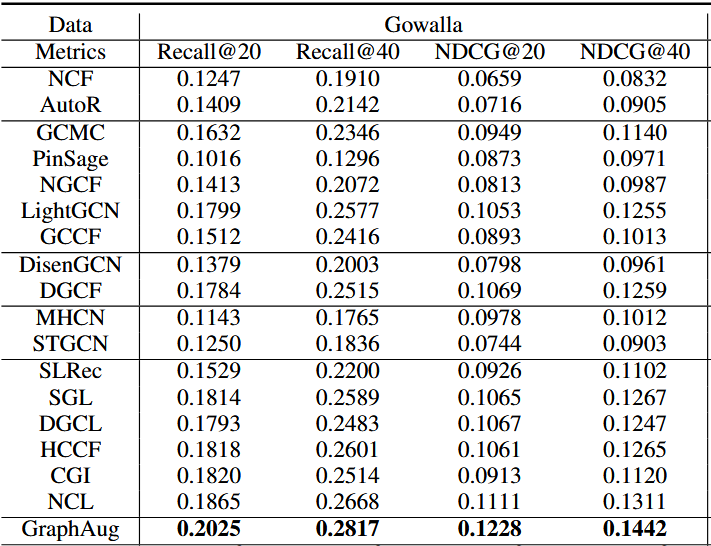 Data Gowalla
Metrics Recall@20 Recall@40 NDCG@20 NDCG@40
NCF 0.1247 0.1910 0.0659 0.0832
AutoR 0.1409 0.2142 0.0716 0.0905
GCMC 0.1632 0.2346 0.0949 0.1140
PinSage 0.1016 0.1296 0.0873 0.0971
NGCF 0.1413 0.2072 0.0813 0.0987
LightGCN 0.1799 0.2577 0.1053 0.1255
GCCF 0.1512 0.2416 0.0893 0.1013
DisenGCN 0.1379 0.2003 0.0798 0.0961
DGCF 0.1784 0.2515 0.1069 0.1259
MHCN 0.1143 0.1765 0.0978 0.1012
STGCN 0.1250 0.1836 0.0744 0.0903
SLRec 0.1529 0.2200 0.0926 0.1102
SGL 0.1814 0.2589 0.1065 0.1267
DGCL 0.1793 0.2483 0.1067 0.1247
HCCF 0.1818 0.2601 0.1061 0.1265
CGI 0.1820 0.2514 0.0913 0.1120
NCL 0.1865 0.2668 0.1111 0.1311
GraphAug 0.2025 0.2817 0.1228 0.1442